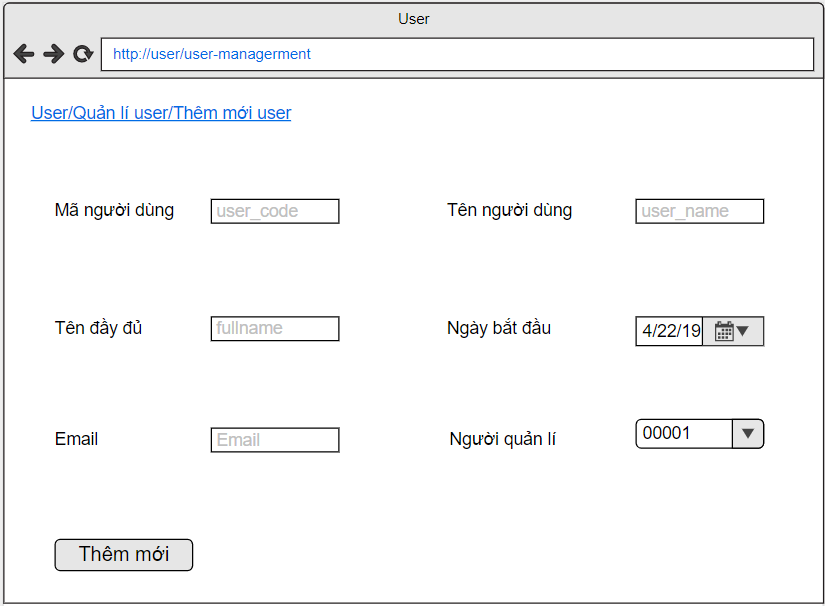 User
http://user/user-managerment
User/Quản lí user/Thêm mới user
Mã người dùng user_code Tên người dùng user_name
Tên đầy đủ fullname Ngày bắt đầu 4/22/19
Email Email Người quản lí 00001
Thêm mới